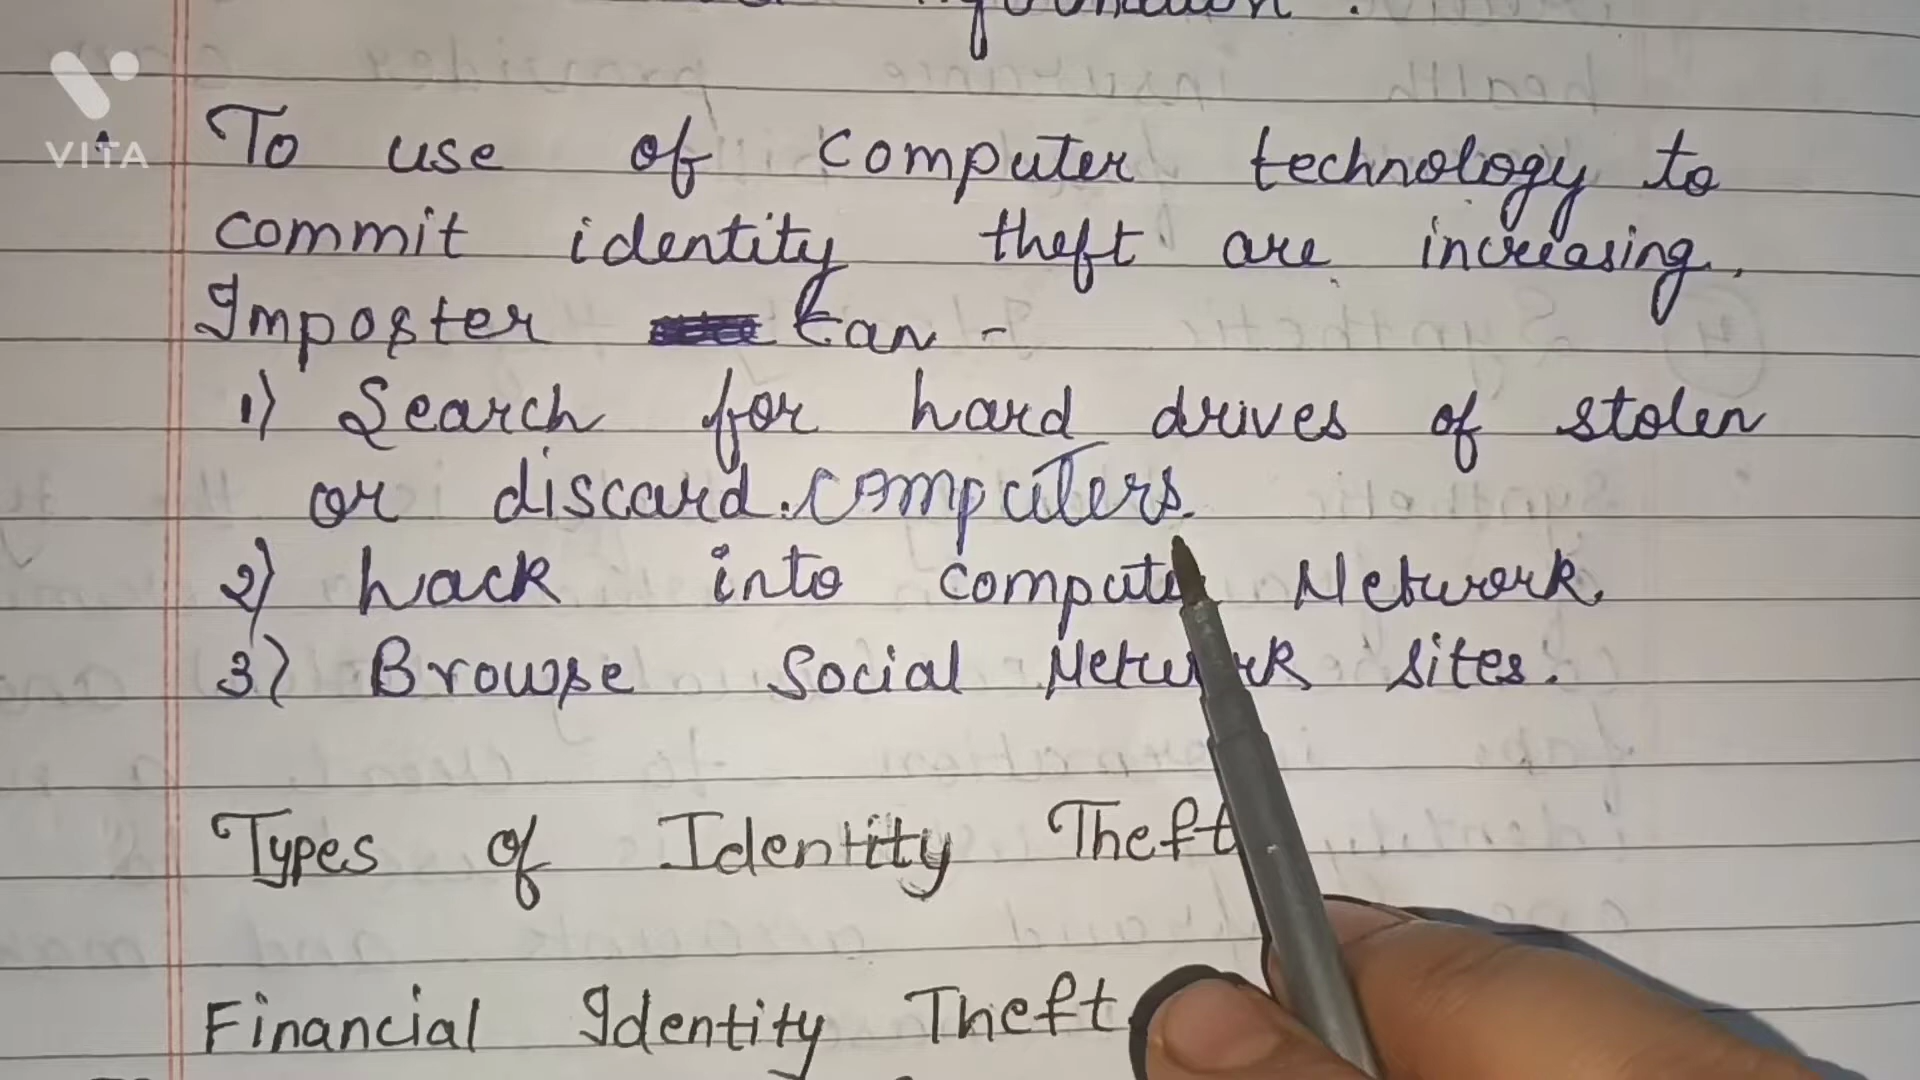 VITA
To use of computer technology to
commit identity theft are increasing.
Imposter can -
1) Search for hard drives of stolen
or discard. computers.
2) hack into computer Network.
3) Browse Social Network sites.
Types of Identity Theft
Financial Identity Theft